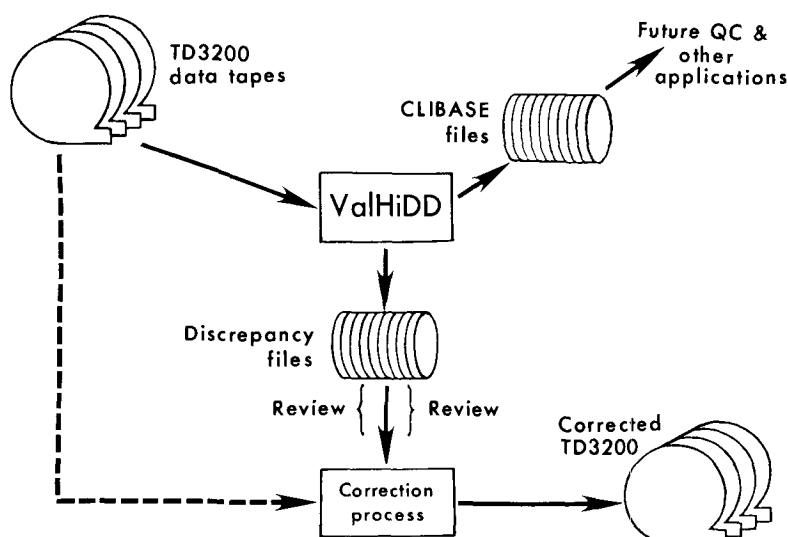 TD3200
data tapes
Future QC &
other
applications
CLIBASE
files
ValHiDD
Discrepancy
files
Review
Review
Corrected
TD3200
Correction
process